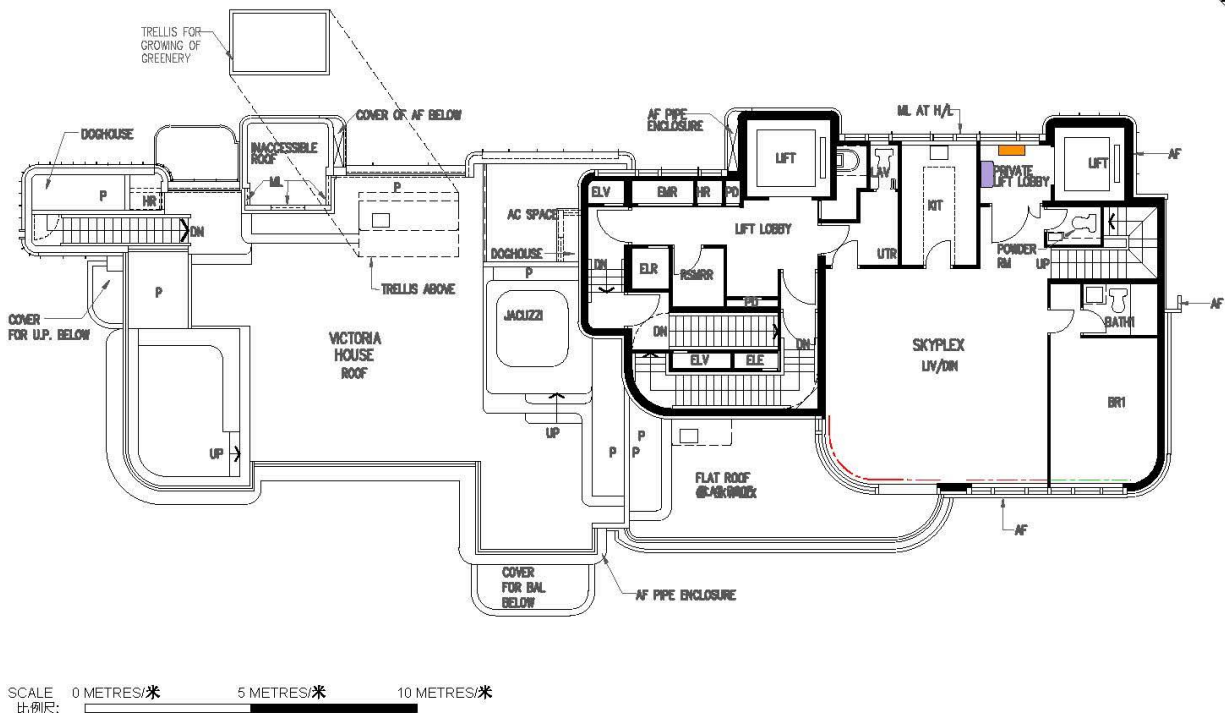 TRELLIS FOR
GROWING OF
GREENERY
DOGHOUSE
COVER OF AF BELOW
INACCESSIBLE
ROOF
ML
P
HR
DN
P
P
COVER
FOR U.P. BELOW
UP
VICTORIA
HOUSE
ROOF
TRELLIS ABOVE
AC SPACE
DOGHOUSE
P
JACUZZI
UP
P
P
P
COVER
FOR BAL
BELOW
AF PIPE ENCLOSURE
AF PIPE
ENCLOSURE
ML AT H/L
ELV
EMR
HR
PD
LIFT
LAV
KIT
PRIVATE
LIFT LOBBY
LIFT
AF
LIFT LOBBY
UTR
POWDER
RM
UP
DN
ELR
RSMRR
PD
DN
DN
ELV
ELE
BATH1
AF
SKYPLEX
LIV/DIN
BR1
FLAT ROOF
AF
SCALE 0 METRES/米 5 METRES/米 10 METRES/米
比例尺: